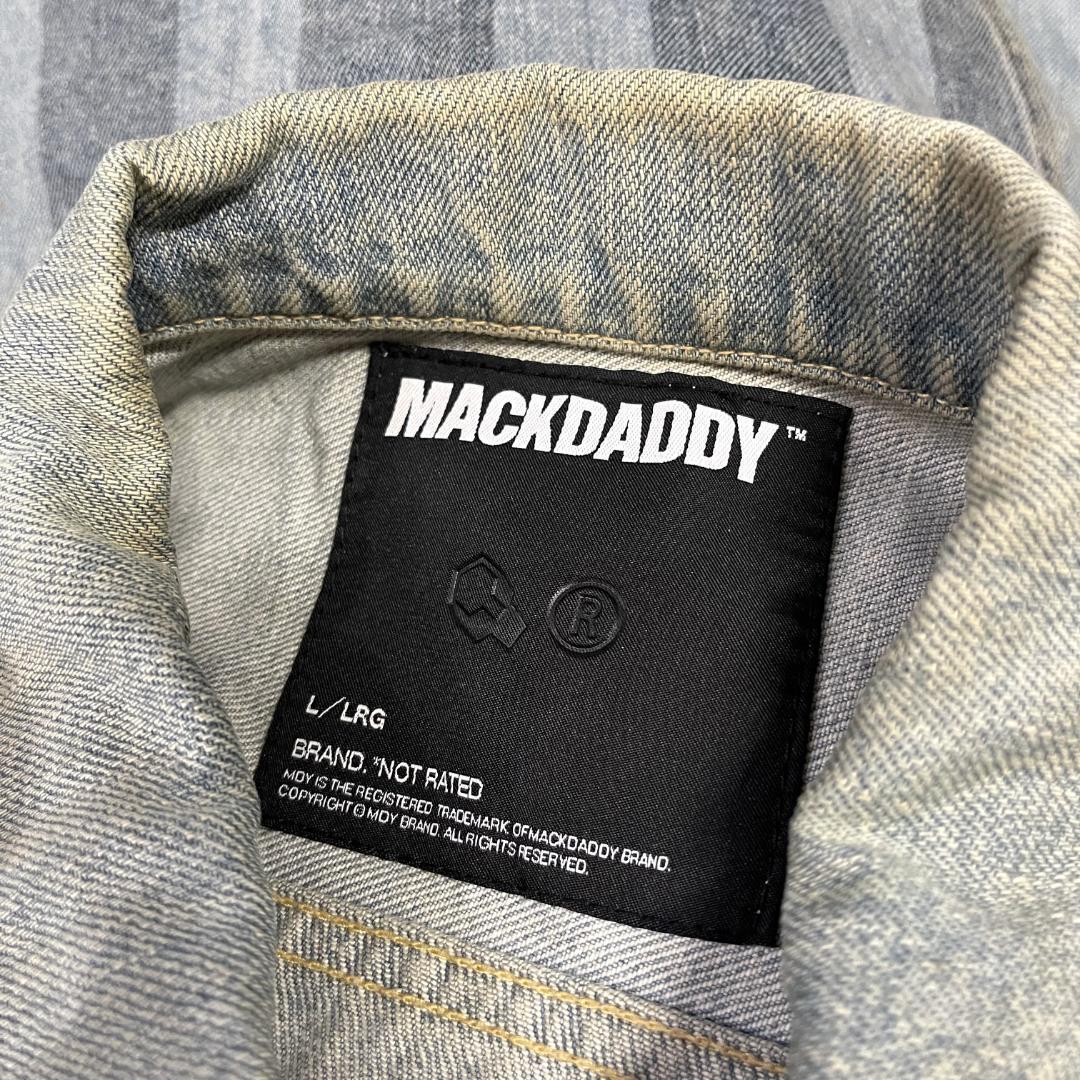 MACKDADDY™
®
L/LRG
BRAND. *NOT RATED
MDY IS THE REGISTERED TRADEMARK OFMACKDADDY BRAND.
COPYRIGHT © MDY BRAND. ALL RIGHTS RESERVED.